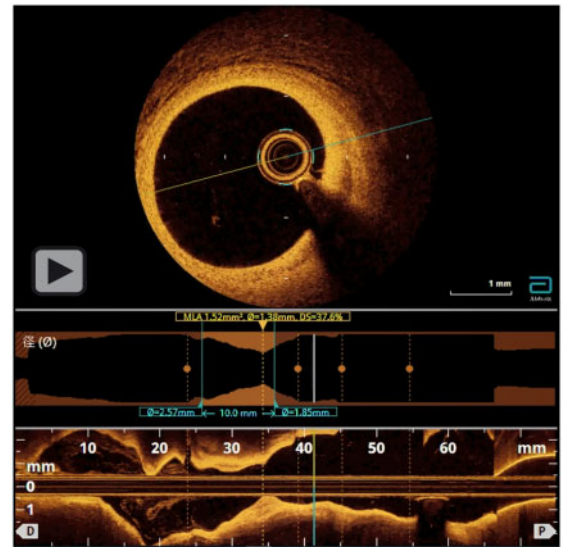 1 mm
Abbott
MLA 1.52mm², Ø=1.38mm, DS=37.6%
径 (Ø)
Ø=2.57mm 10.0 mm Ø=1.85mm
10 20 30 40 50 60 mm
mm
0
1
D P